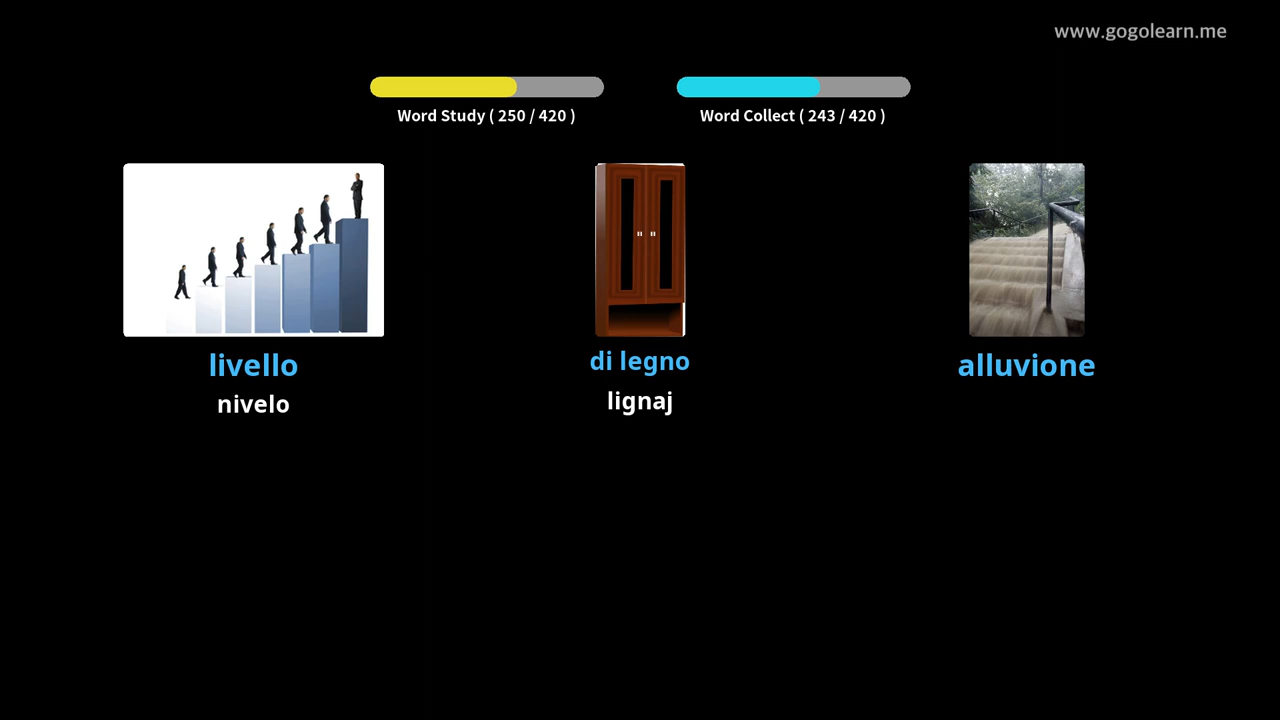 www.gogolearn.me
Word Study ( 250 / 420 )
Word Collect ( 243 / 420 )
livello
nivelo
di legno
lignaj
alluvione